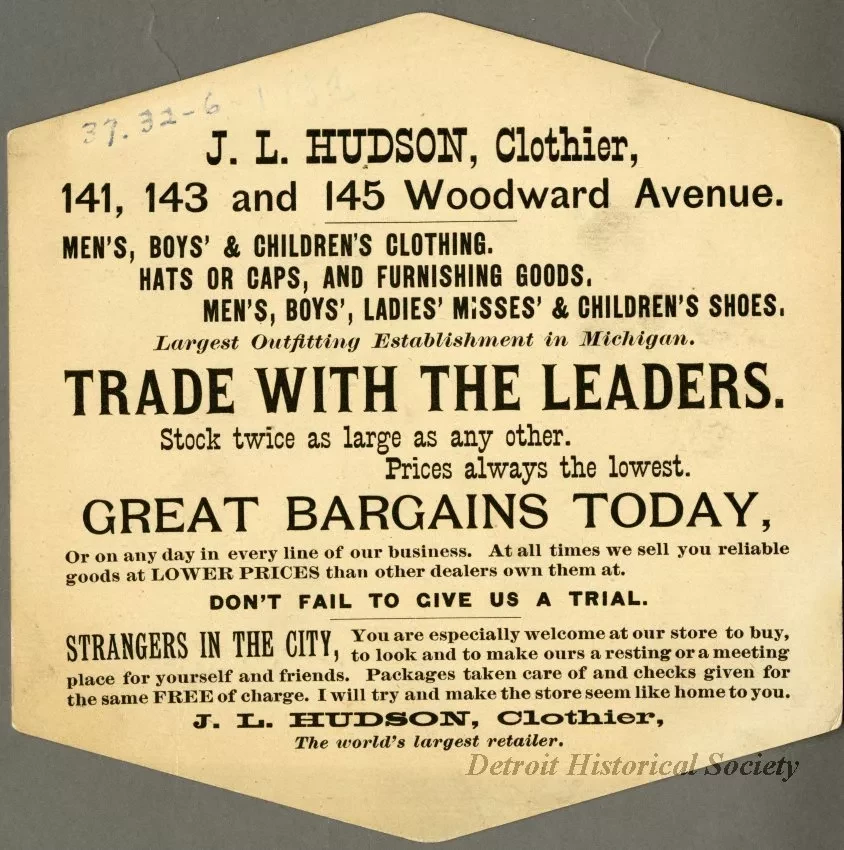 37.32-6
J. L. HUDSON, Clothier,
141, 143 and 145 Woodward Avenue.
MEN'S, BOYS' & CHILDREN'S CLOTHING.
HATS OR CAPS, AND FURNISHING GOODS.
MEN'S, BOYS', LADIES' MISSES' & CHILDREN'S SHOES.
Largest Outfitting Establishment in Michigan.
TRADE WITH THE LEADERS.
Stock twice as large as any other.
Prices always the lowest.
GREAT BARGAINS TODAY,
Or on any day in every line of our business. At all times we sell you reliable
goods at LOWER PRICES than other dealers own them at.
DON'T FAIL TO GIVE US A TRIAL.
STRANGERS IN THE CITY, You are especially welcome at our store to buy,
to look and to make ours a resting or a meeting
place for yourself and friends. Packages taken care of and checks given for
the same FREE of charge. I will try and make the store seem like home to you.
J. L. HUDSON, Clothier,
The world's largest retailer.
Detroit Historical Society